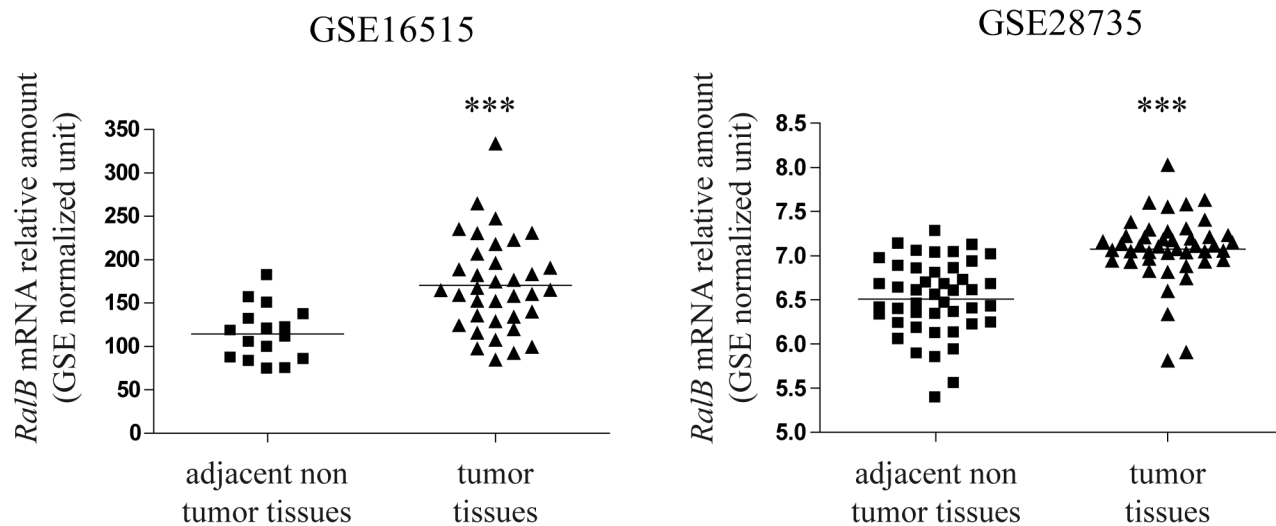 GSE16515
RalB mRNA relative amount
((GSE normalized unit)
***
350
300
250
200
150
100
50
0
adjacent non
tumor tissues
tumor
tissues
GSE28735
RalB mRNA relative amount
((GSE normalized unit)
***
8.5
8.0
7.5
7.0
6.5
6.0
5.5
5.0
adjacent non
tumor tissues
tumor
tissues